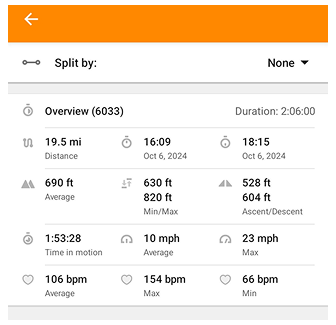 Split by: None
Overview (6033) Duration: 2:06:00
19.5 mi 16:09 18:15
Distance Oct 6, 2024 Oct 6, 2024
690 ft 630 ft 528 ft
Average 820 ft 604 ft
Min/Max Ascent/Descent
1:53:28 10 mph 23 mph
Time in motion Average Max
106 bpm 154 bpm 66 bpm
Average Max Min